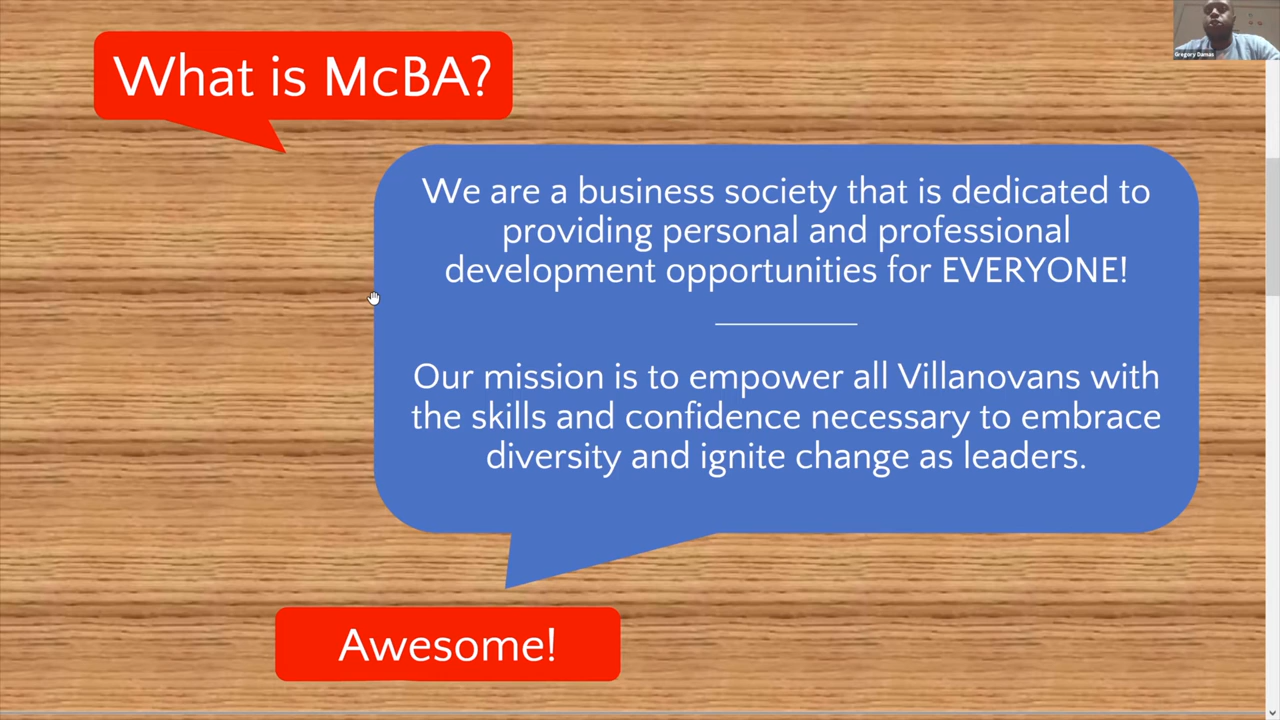 What is McBA?
Gregory Damas
We are a business society that is dedicated to
providing personal and professional
development opportunities for EVERYONE!
Our mission is to empower all Villanovans with
the skills and confidence necessary to embrace
diversity and ignite change as leaders.
Awesome!